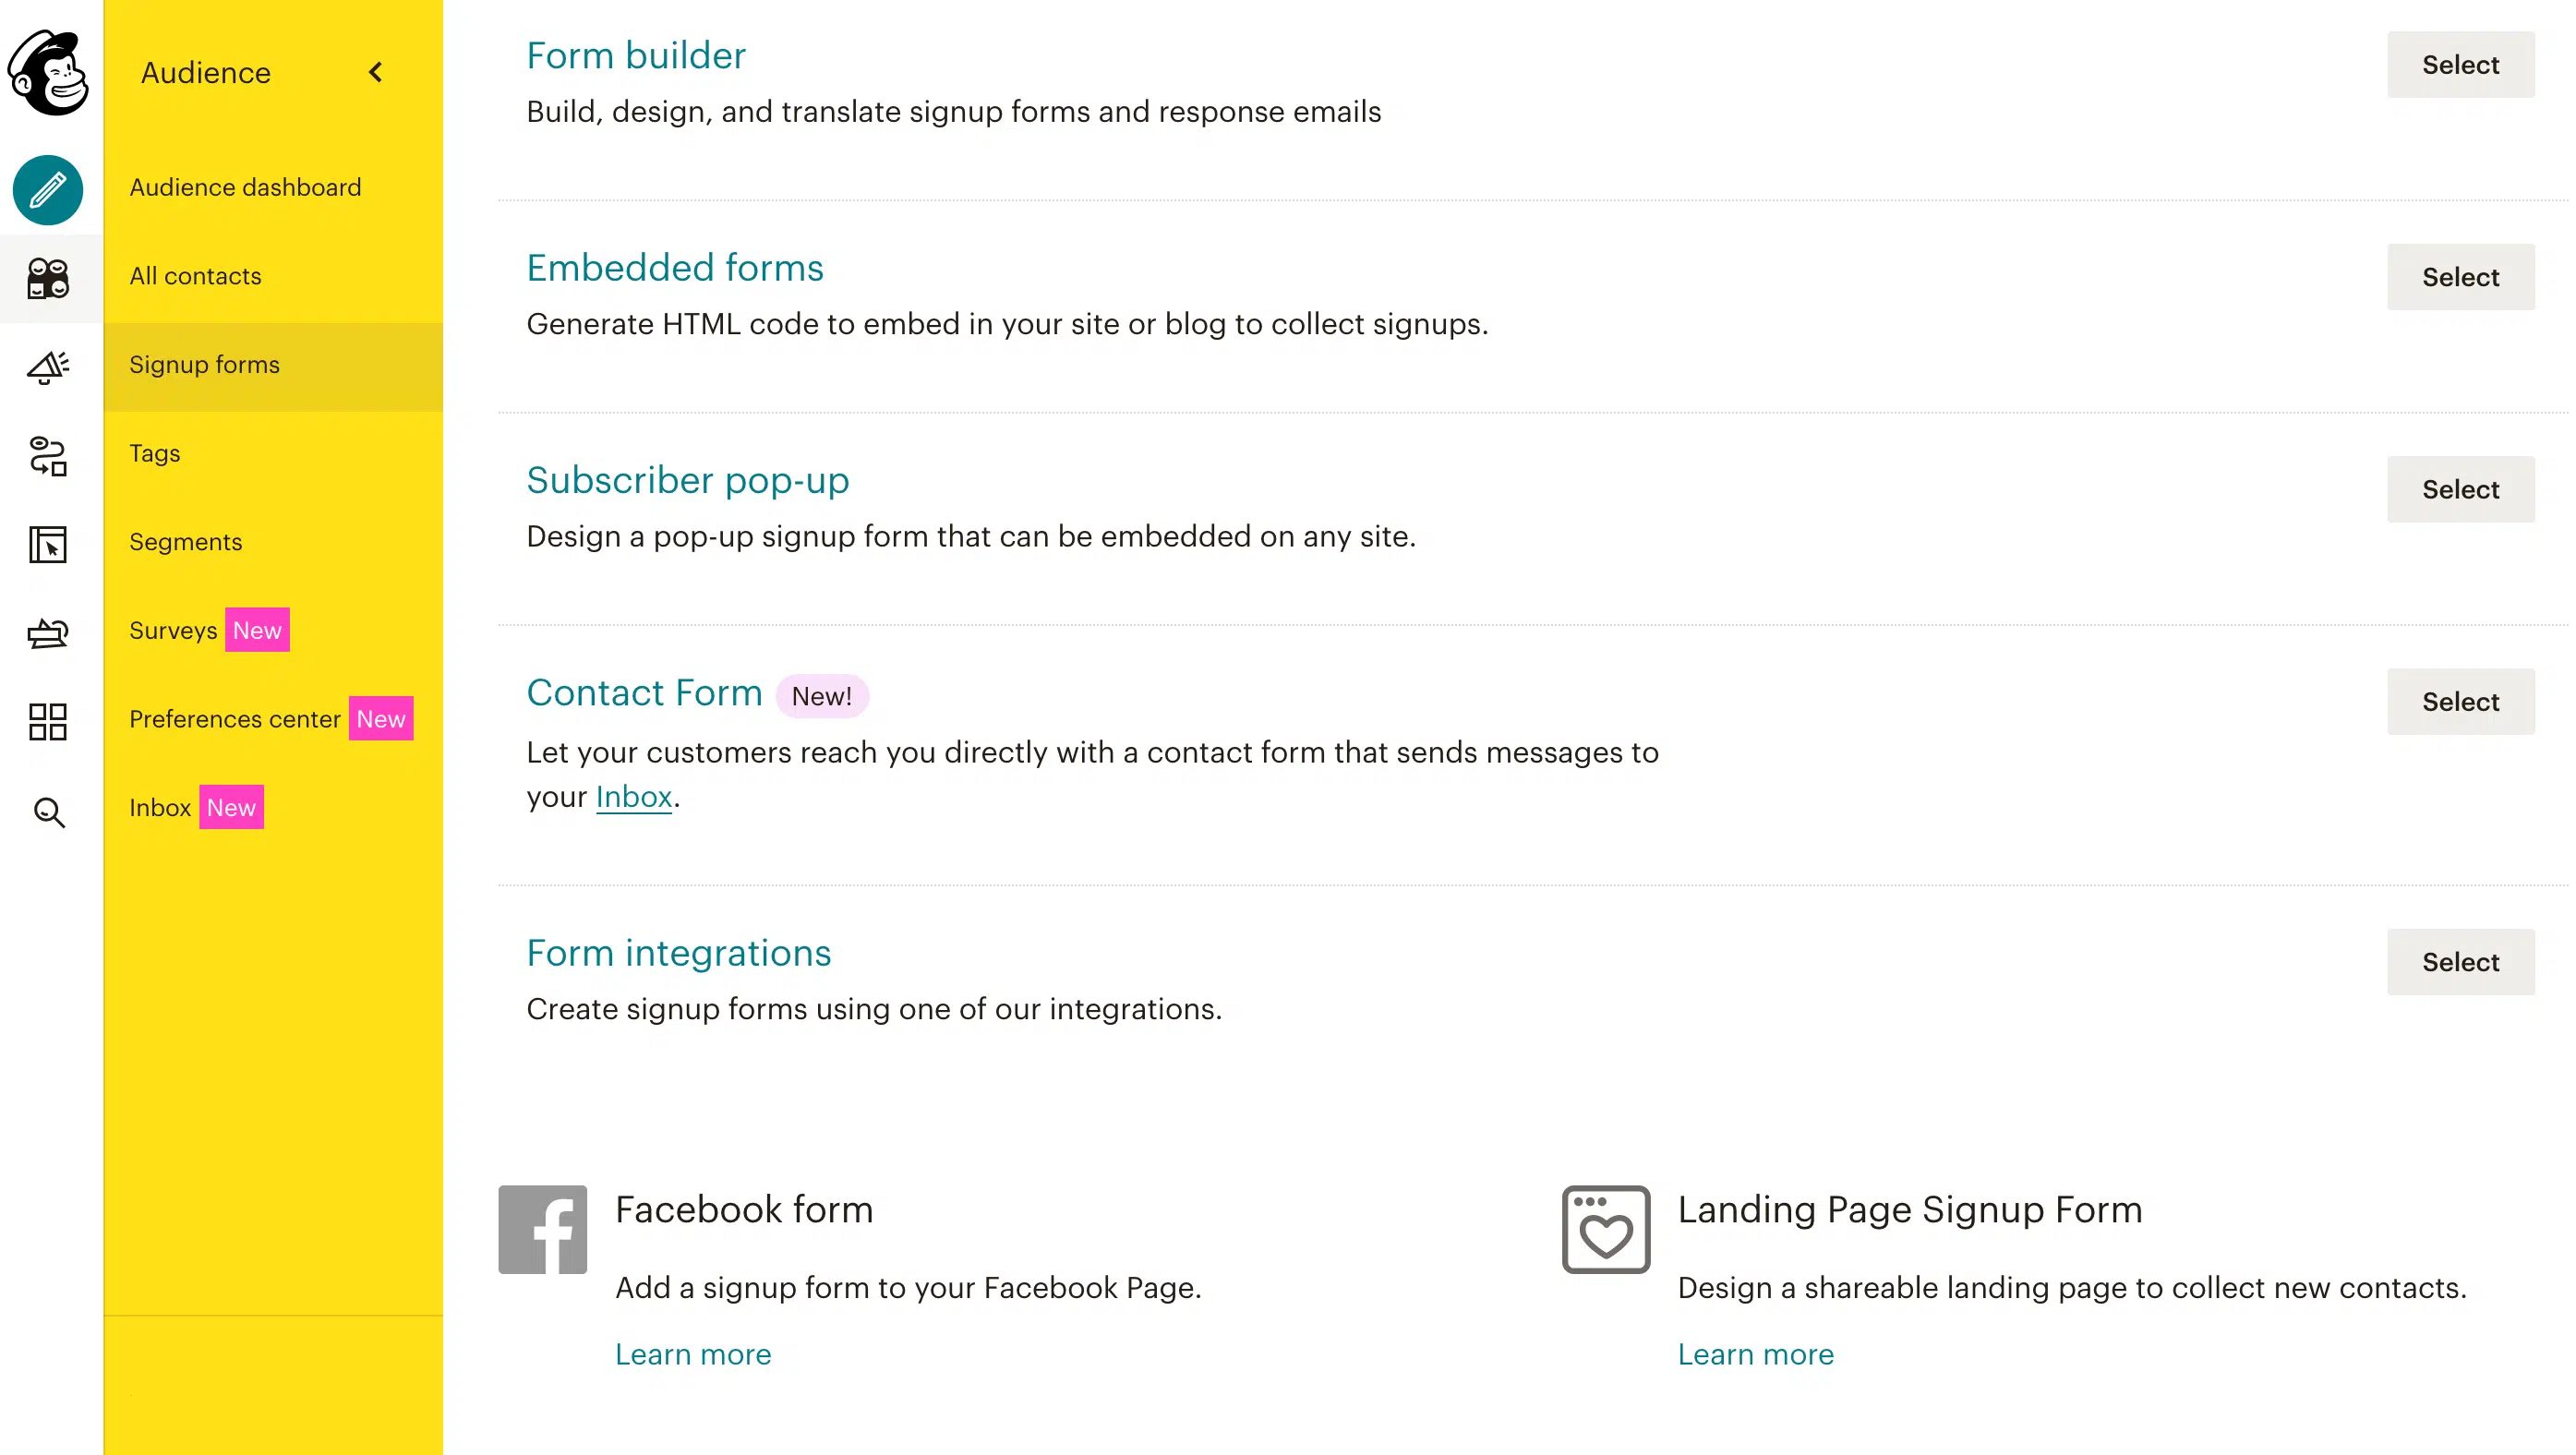 Audience
Audience dashboard
All contacts
Signup forms
Tags
Segments
Surveys New
Preferences center New
Inbox New
Form builder
Select
Build, design, and translate signup forms and response emails
Embedded forms
Select
Generate HTML code to embed in your site or blog to collect signups.
Subscriber pop-up
Select
Design a pop-up signup form that can be embedded on any site.
Contact Form New!
Select
Let your customers reach you directly with a contact form that sends messages to
your Inbox.
Form integrations
Select
Create signup forms using one of our integrations.
Facebook form
Add a signup form to your Facebook Page.
Learn more
Landing Page Signup Form
Design a shareable landing page to collect new contacts.
Learn more